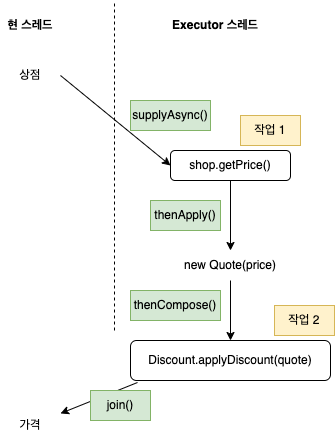 현 스레드
Executor 스레드
상점
supplyAsync()
작업 1
shop.getPrice()
thenApply()
new Quote(price)
thenCompose()
작업 2
Discount.applyDiscount(quote)
join()
가격